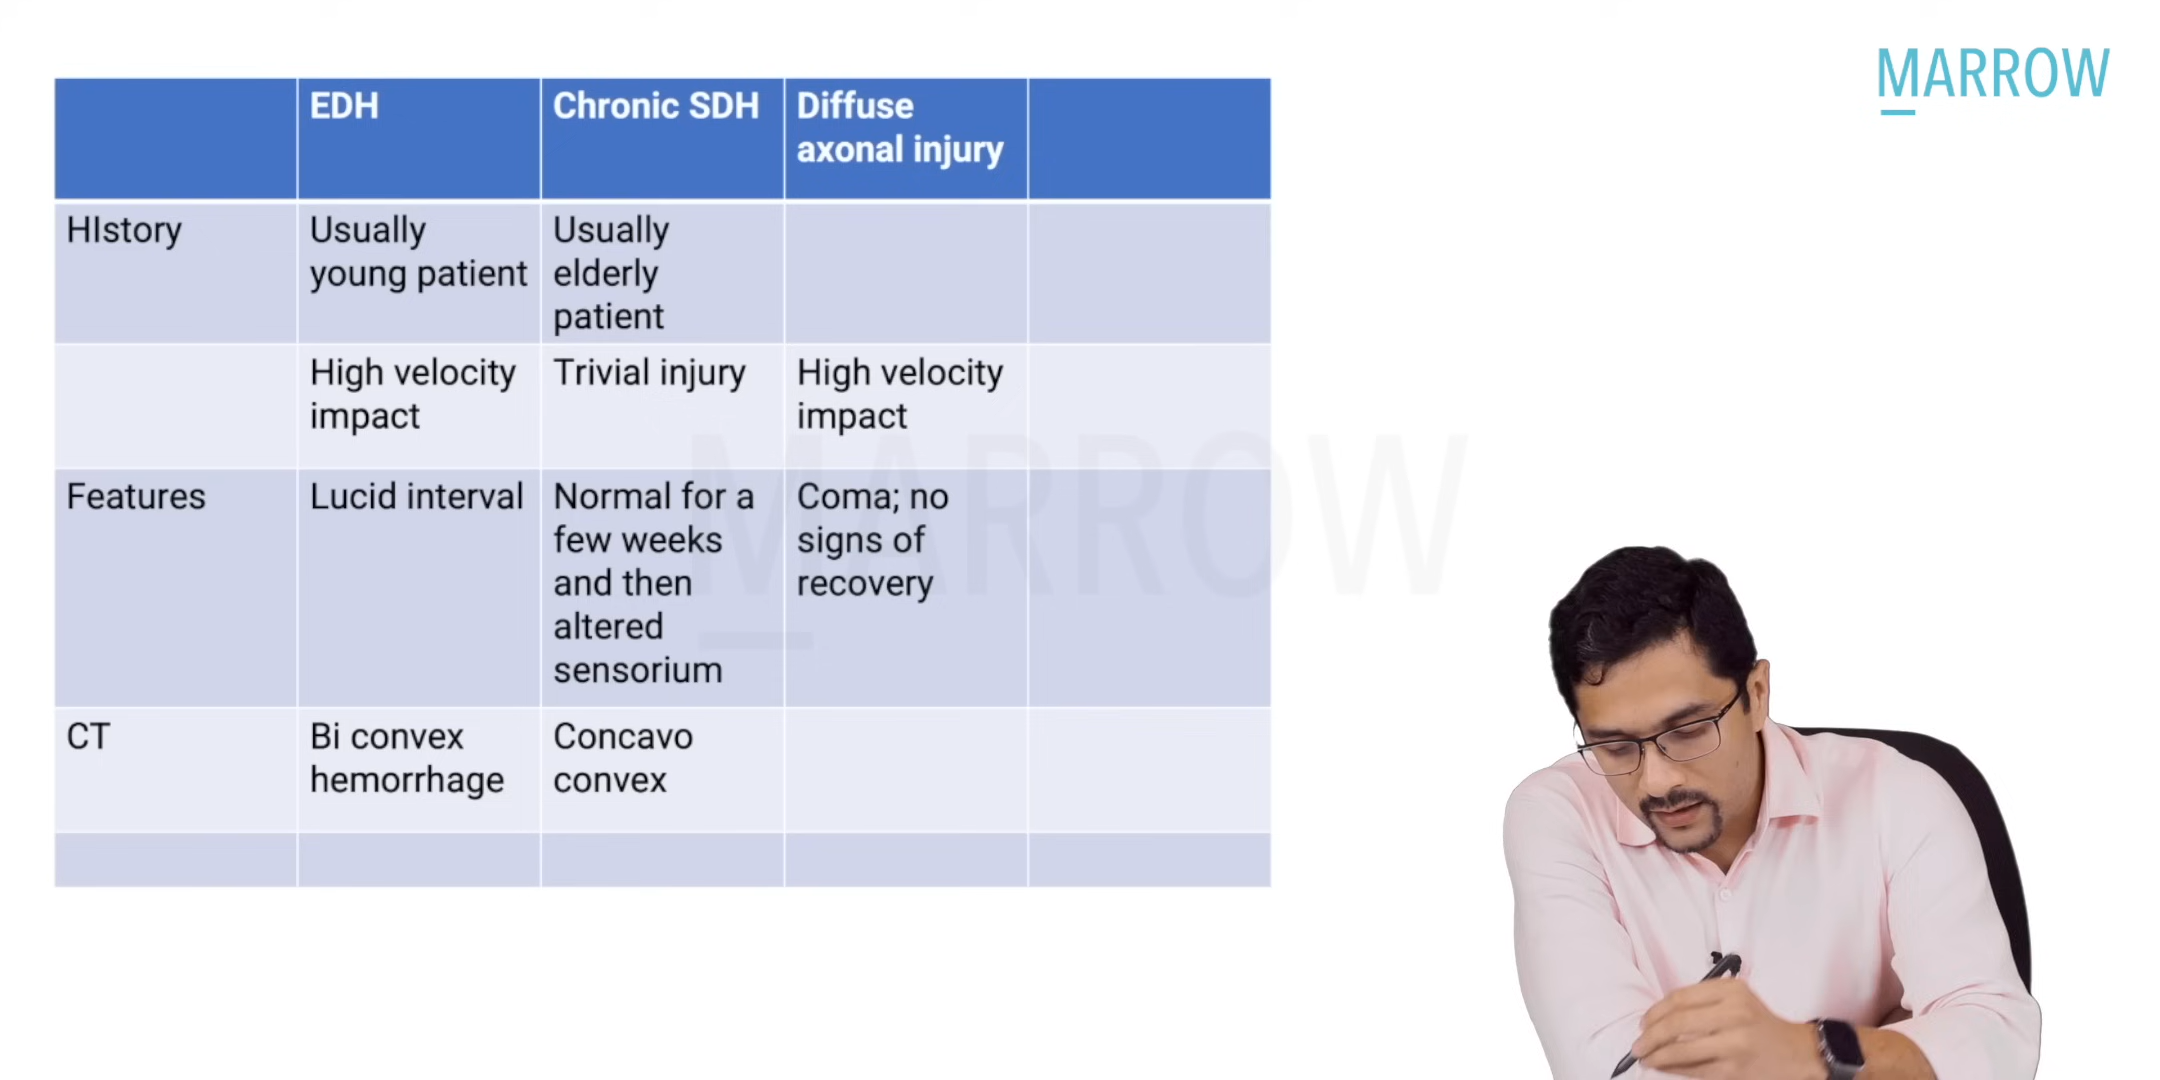 MARROW
EDH
Chronic SDH
Diffuse
axonal injury
HIstory
Usually
young patient
Usually
elderly
patient
High velocity
impact
Trivial injury
High velocity
impact
Features
Lucid interval
Normal for a
few weeks
and then
altered
sensorium
Coma; no
signs of
recovery
CT
Bi convex
hemorrhage
Concavo
convex
MARROW